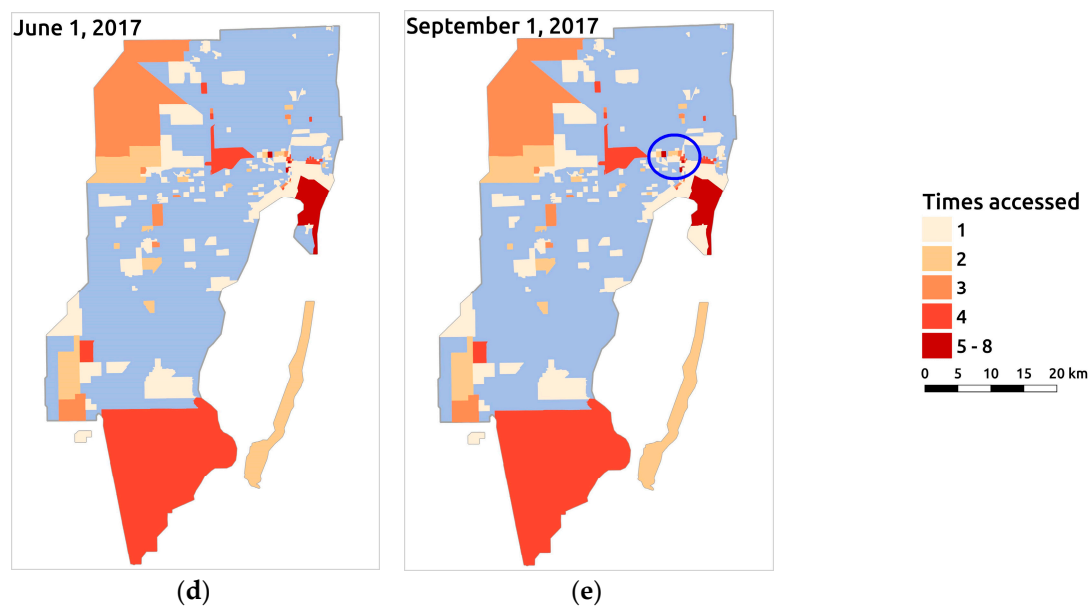 June 1, 2017
September 1, 2017
Times accessed
1
2
3
4
5 - 8
0 5 10 15 20 km
(d)
(e)